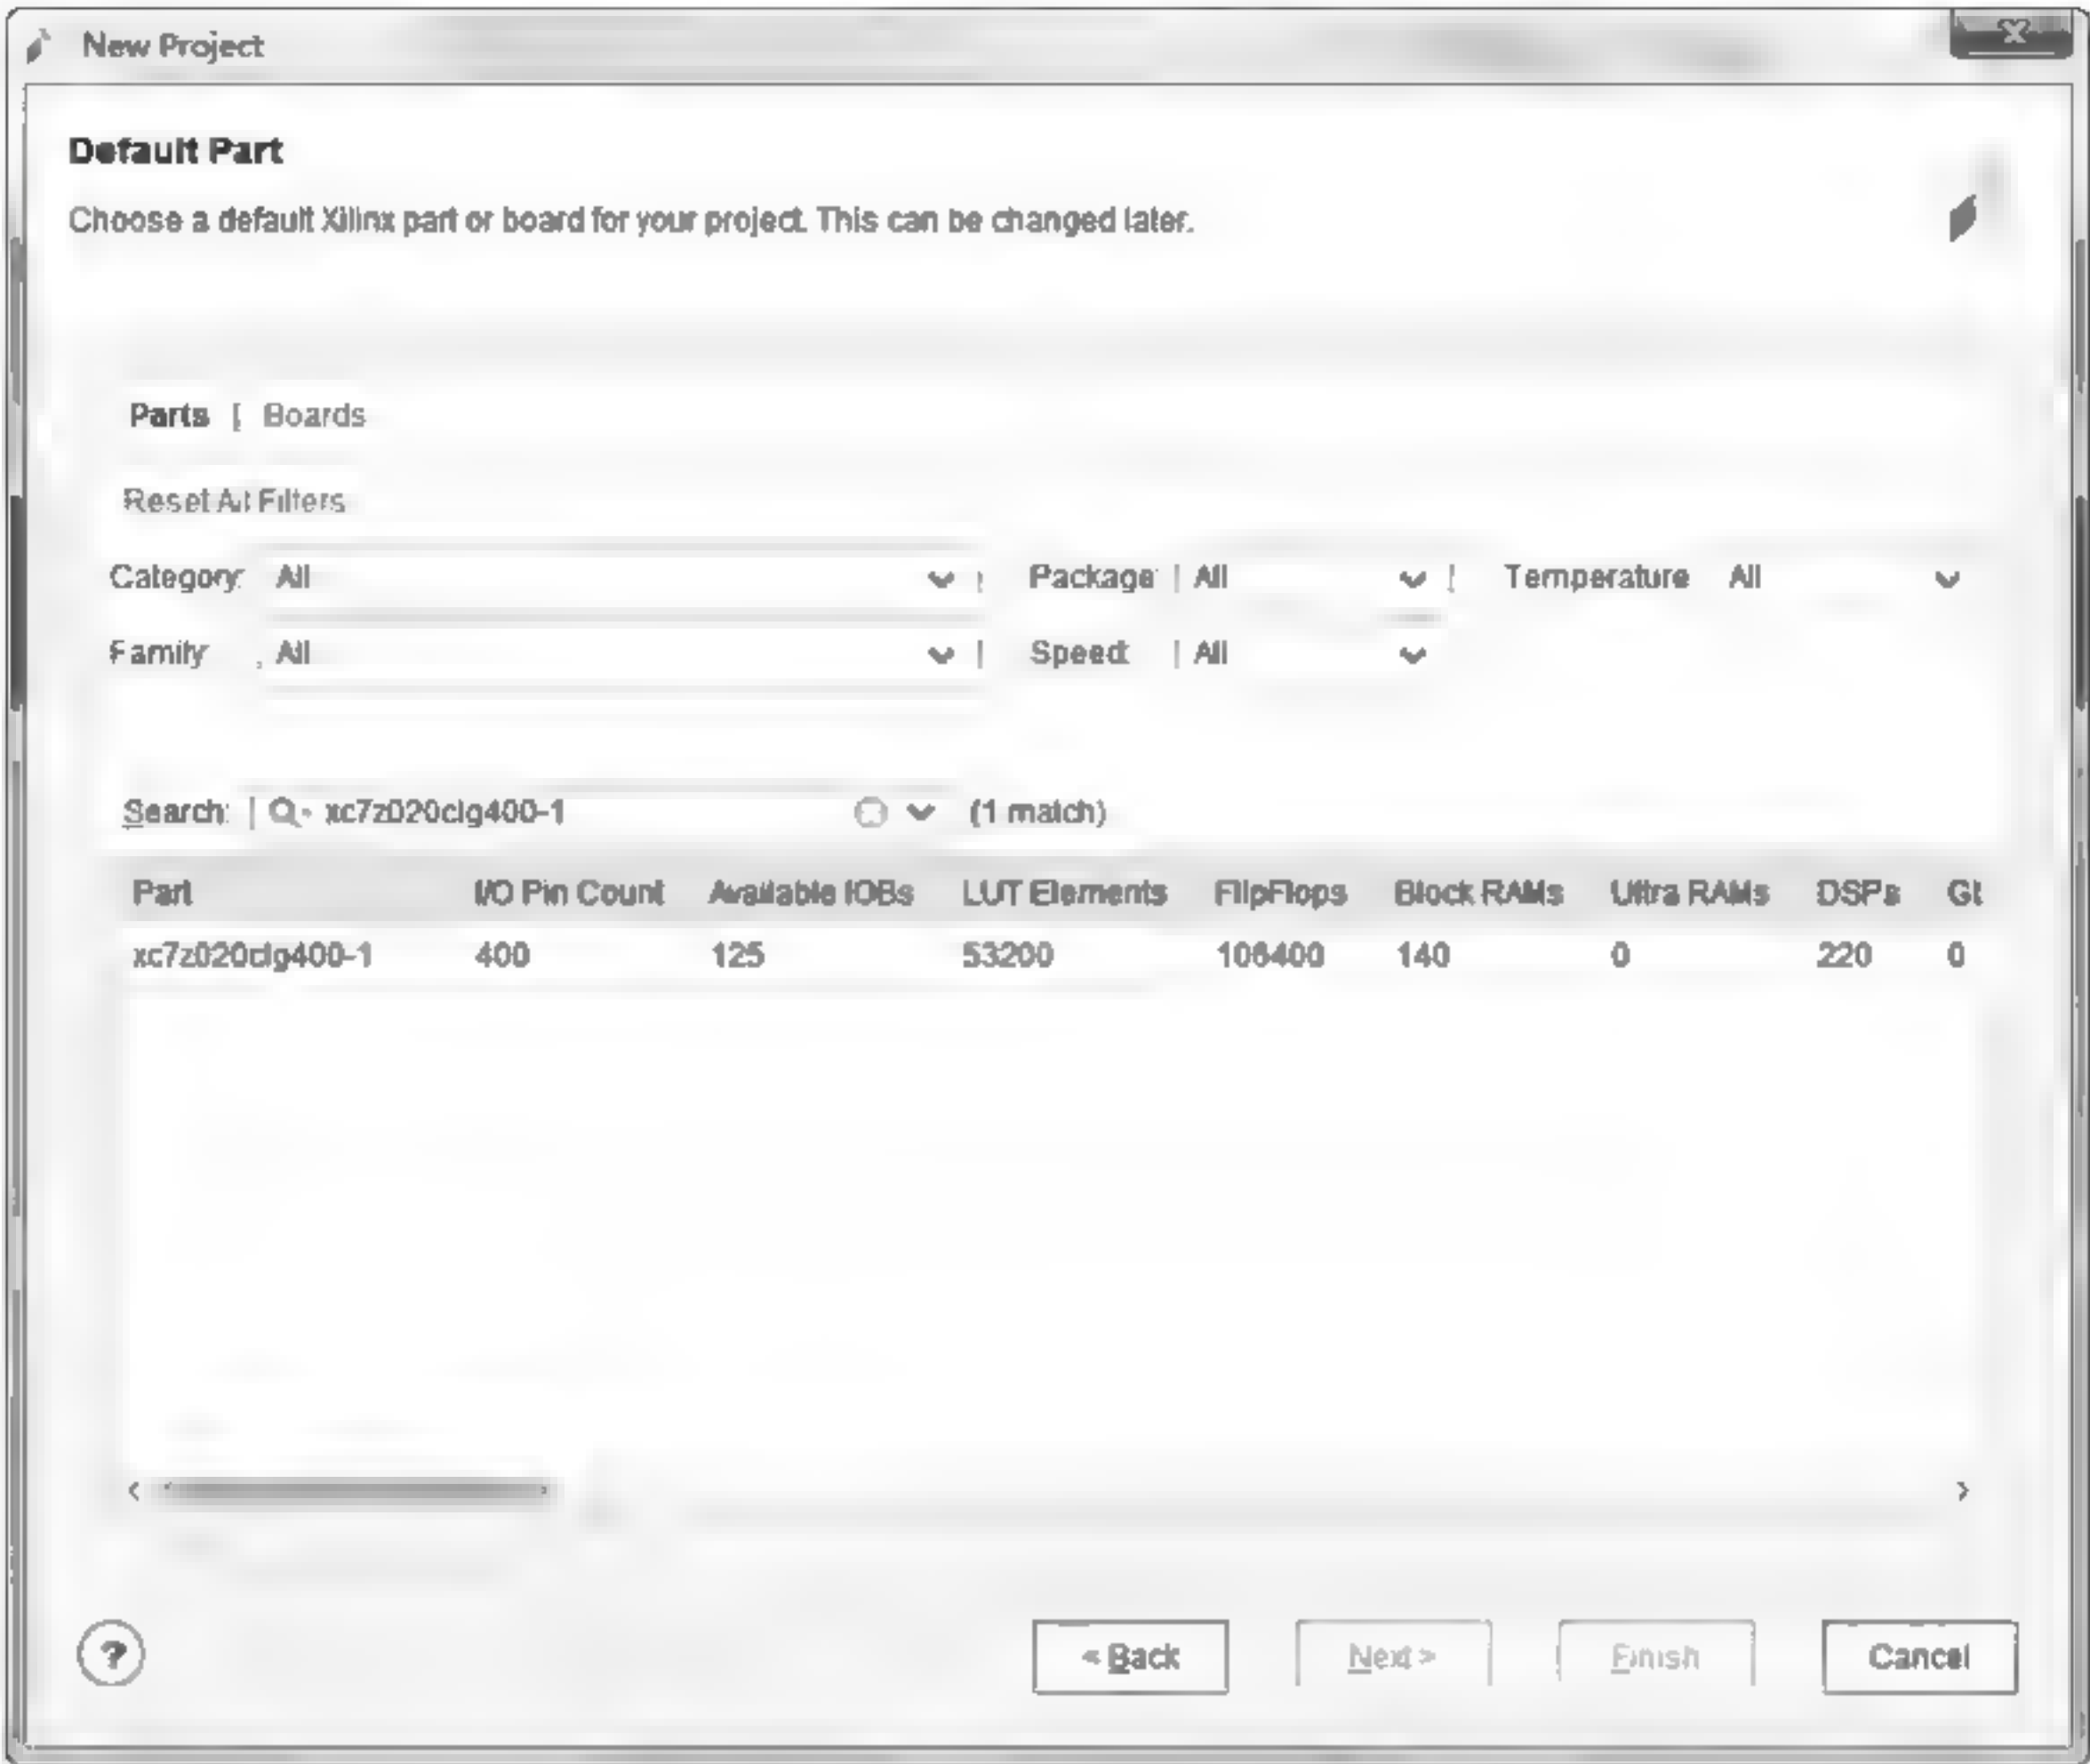 New Project
Default Part
Choose a default Xilinx part or board for your project. This can be changed later.
Parts | Boards
Reset All Filters
Category: All Package: All Temperature: All
Family: All Speed: All
Search: xc7z020clg400-1 (1 match)
Part I/O Pin Count Available IOBs LUT Elements FlipFlops Block RAMs Ultra RAMs DSPs Gt
xc7z020clg400-1 400 125 53200 106400 140 0 220 0
? < Back Next > Finish Cancel